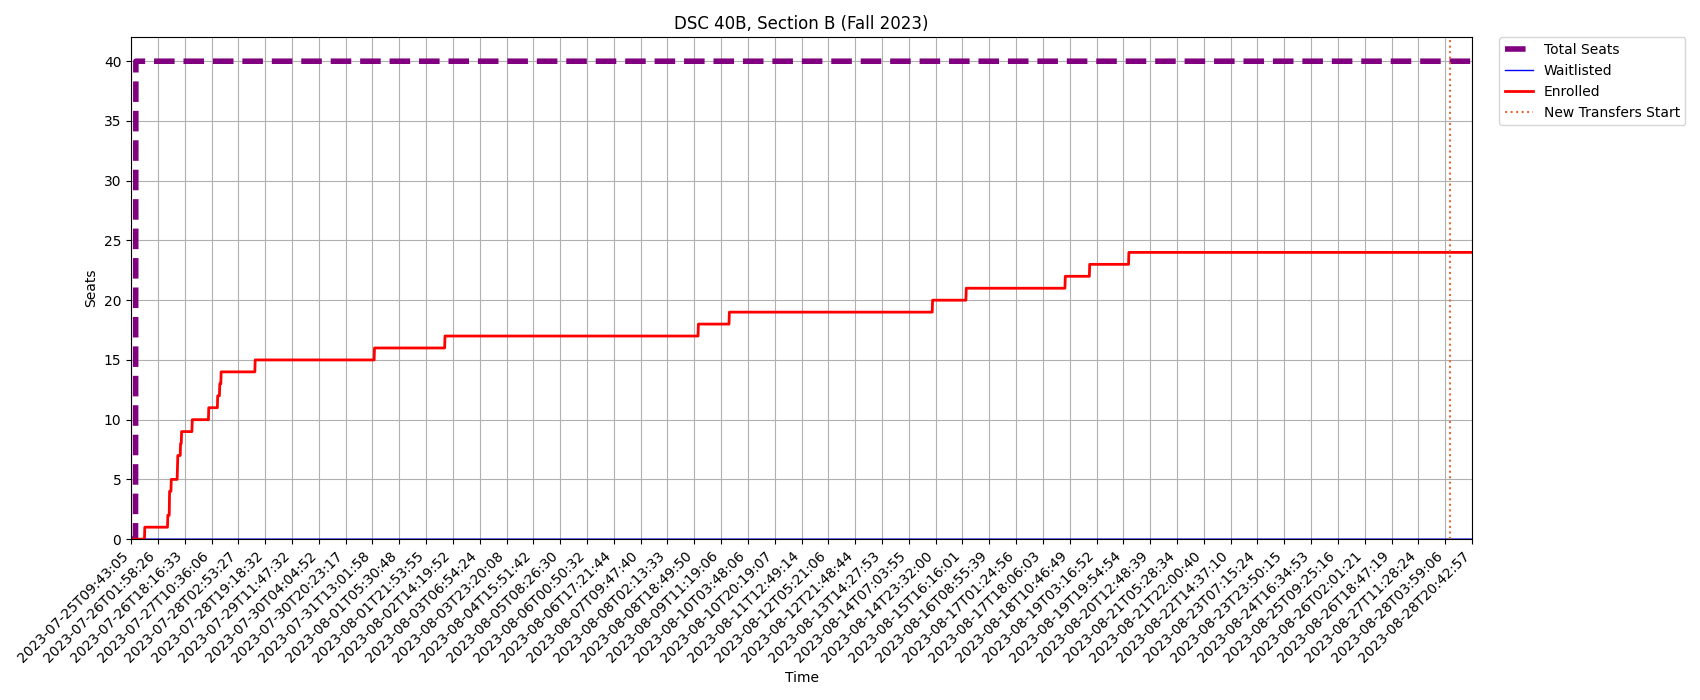 DSC 40B, Section B (Fall 2023)
Total Seats
Waitlisted
Enrolled
New Transfers Start
Seats
40
35
30
25
20
15
10
5
0
2023-07-25T09:43:05
2023-07-26T01:58:26
2023-07-26T18:16:33
2023-07-27T10:36:06
2023-07-28T02:53:27
2023-07-28T19:18:32
2023-07-29T11:47:32
2023-07-30T04:04:52
2023-07-30T20:23:17
2023-07-31T13:01:58
2023-08-01T05:30:48
2023-08-01T21:53:55
2023-08-02T14:19:52
2023-08-03T06:54:24
2023-08-03T23:20:08
2023-08-04T15:51:42
2023-08-05T08:26:30
2023-08-06T00:50:32
2023-08-06T17:21:44
2023-08-07T09:47:40
2023-08-08T02:13:33
2023-08-08T18:49:50
2023-08-09T11:19:06
2023-08-10T03:48:06
2023-08-10T20:19:07
2023-08-11T12:49:14
2023-08-12T05:21:06
2023-08-12T21:48:44
2023-08-13T14:27:53
2023-08-14T07:03:55
2023-08-14T23:32:00
2023-08-15T16:16:01
2023-08-16T08:55:39
2023-08-17T01:24:56
2023-08-17T18:06:03
2023-08-18T10:46:49
2023-08-19T03:16:52
2023-08-19T19:54:54
2023-08-20T12:48:39
2023-08-21T05:28:34
2023-08-21T22:00:40
2023-08-22T14:37:10
2023-08-23T07:15:24
2023-08-23T23:50:15
2023-08-24T16:34:53
2023-08-25T09:25:16
2023-08-26T02:01:21
2023-08-26T18:47:19
2023-08-27T11:28:24
2023-08-28T03:59:06
2023-08-28T20:42:57
Time